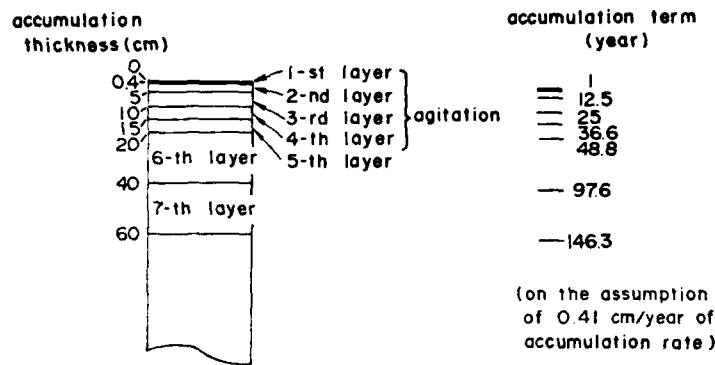 accumulation
thickness(cm)
0
0.4
5
10
15
20
40
60
1-st layer
2-nd layer
3-rd layer
4-th layer
5-th layer
agitation
6-th layer
7-th layer
accumulation term
(year)
1
12.5
25
36.6
48.8
97.6
146.3
(on the assumption
of 0.41 cm/year of
accumulation rate)